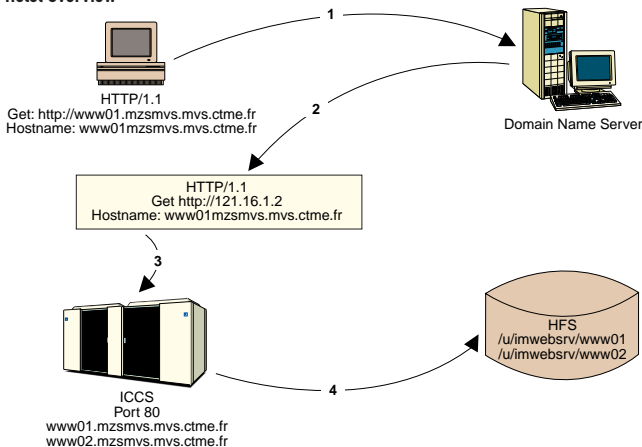 1
HTTP/1.1
Get: http://www01.mzsmvs.mvs.ctme.fr
Hostname: www01mzsmvs.mvs.ctme.fr
Domain Name Server
2
HTTP/1.1
Get http://121.16.1.2
Hostname: www01mzsmvs.mvs.ctme.fr
3
HFS
/u/imwebsrv/www01
/u/imwebsrv/www02
4
ICCS
Port 80
www01.mzsmvs.mvs.ctme.fr
www02.mzsmvs.mvs.ctme.fr